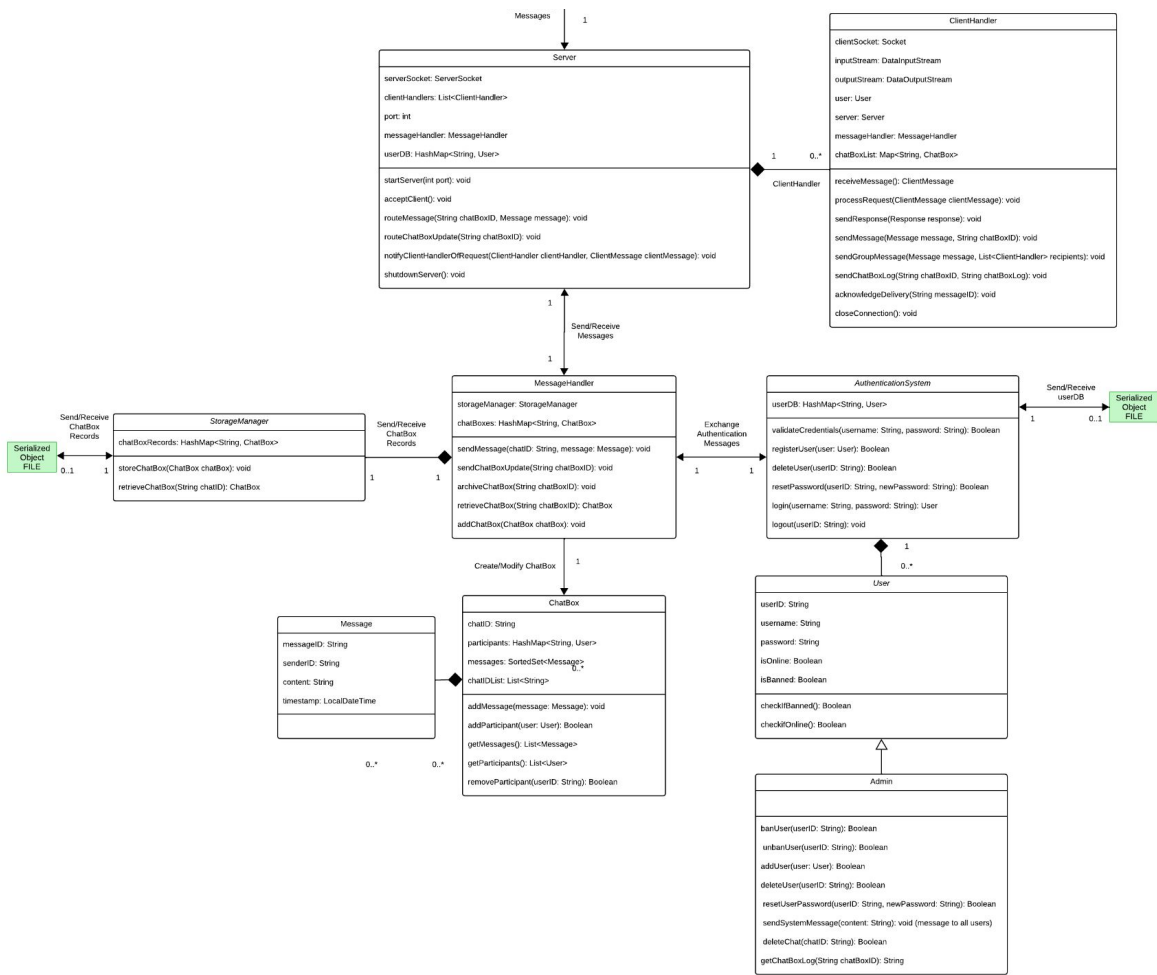 Messages
1
Server
serverSocket: ServerSocket
clientHandlers: List<ClientHandler>
port: int
messageHandler: MessageHandler
userDB: HashMap<String, User>
startServer(int port): void
acceptClient(): void
routeMessage(String chatBoxID, Message message): void
routeChatBoxUpdate(String chatBoxID): void
notifyClientHandlerOfRequest(ClientHandler clientHandler, ClientMessage clientMessage): void
shutdownServer(): void
1
0..*
ClientHandler
ClientHandler
clientSocket: Socket
inputStream: DataInputStream
outputStream: DataOutputStream
user: User
server: Server
messageHandler: MessageHandler
chatBoxList: Map<String, ChatBox>
receiveMessage(): ClientMessage
processRequest(ClientMessage clientMessage): void
sendResponse(Response response): void
sendMessage(Message message, String chatBoxID): void
sendGroupMessage(Message message, List<ClientHandler> recipients): void
sendChatBoxLog(String chatBoxID, String chatBoxLog): void
acknowledgeDelivery(String messageID): void
closeConnection(): void
1
Send/Receive
Messages
1
Serialized
Object
FILE
Send/Receive
ChatBox
Records
0..1
1
StorageManager
chatBoxRecords: HashMap<String, ChatBox>
storeChatBox(ChatBox chatBox): void
retrieveChatBox(String chatID): ChatBox
Send/Receive
ChatBox
Records
1
1
MessageHandler
storageManager: StorageManager
chatBoxes: HashMap<String, ChatBox>
sendMessage(chatID: String, message: Message): void
sendChatBoxUpdate(String chatBoxID): void
archiveChatBox(String chatBoxID): void
retrieveChatBox(String chatBoxID): ChatBox
addChatBox(ChatBox chatBox): void
Exchange
Authentication
Messages
1
1
AuthenticationSystem
userDB: HashMap<String, User>
validateCredentials(username: String, password: String): Boolean
registerUser(user: User): Boolean
deleteUser(userID: String): Boolean
resetPassword(userID: String, newPassword: String): Boolean
login(username: String, password: String): User
logout(userID: String): void
Send/Receive
userDB
1
0..1
Serialized
Object
FILE
Create/Modify ChatBox
1
1
0..*
Message
messageID: String
senderID: String
content: String
timestamp: LocalDateTime
0..*
0..*
ChatBox
chatID: String
participants: HashMap<String, User>
messages: SortedSet<Message>
0..*
chatIDList: List<String>
addMessage(message: Message): void
addParticipant(user: User): Boolean
getMessages(): List<Message>
getParticipants(): List<User>
removeParticipant(userID: String): Boolean
User
userID: String
username: String
password: String
isOnline: Boolean
isBanned: Boolean
checkIfBanned(): Boolean
checkifOnline(): Boolean
Admin
banUser(userID: String): Boolean
unbanUser(userID: String): Boolean
addUser(user: User): Boolean
deleteUser(userID: String): Boolean
resetUserPassword(userID: String, newPassword: String): Boolean
sendSystemMessage(content: String): void (message to all users)
deleteChat(chatID: String): Boolean
getChatBoxLog(String chatBoxID): String